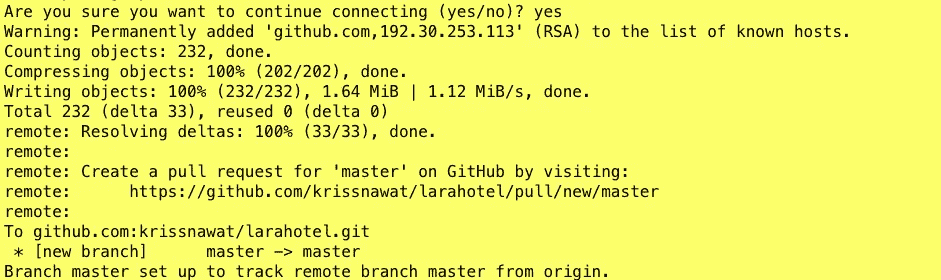 Are you sure you want to continue connecting (yes/no)? yes
Warning: Permanently added 'github.com,192.30.253.113' (RSA) to the list of known hosts.
Counting objects: 232, done.
Compressing objects: 100% (202/202), done.
Writing objects: 100% (232/232), 1.64 MiB | 1.12 MiB/s, done.
Total 232 (delta 33), reused 0 (delta 0)
remote: Resolving deltas: 100% (33/33), done.
remote:
remote: Create a pull request for 'master' on GitHub by visiting:
remote:      https://github.com/krissnawat/larahotel/pull/new/master
remote:
To github.com:krissnawat/larahotel.git
 * [new branch]      master -> master
Branch master set up to track remote branch master from origin.